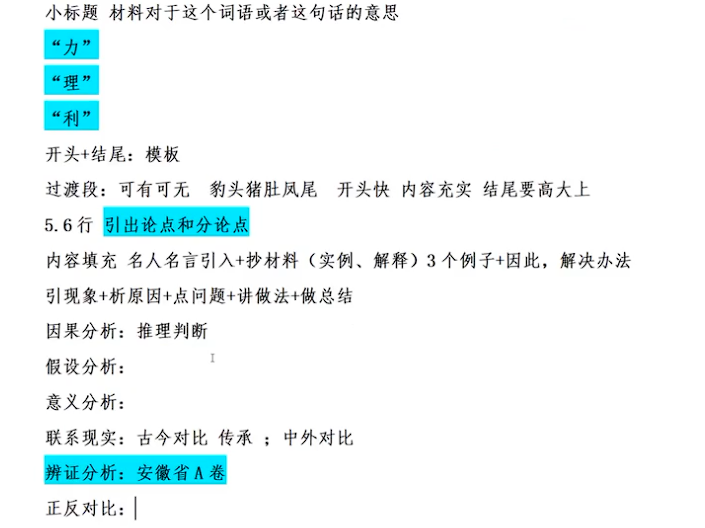 小标题 材料对于这个词语或者这句话的意思
“力”
“理”
“利”
开头+结尾：模板
过渡段：可有可无 豹头猪肚凤尾 开头快 内容充实 结尾要高大上
5.6行 引出论点和分论点
内容填充 名人名言引入+抄材料（实例、解释）3个例子+因此，解决办法
引现象+析原因+点问题+讲做法+做总结
因果分析：推理判断
假设分析：
意义分析：
联系现实：古今对比 传承 ；中外对比
辨证分析：安徽省A卷
正反对比：